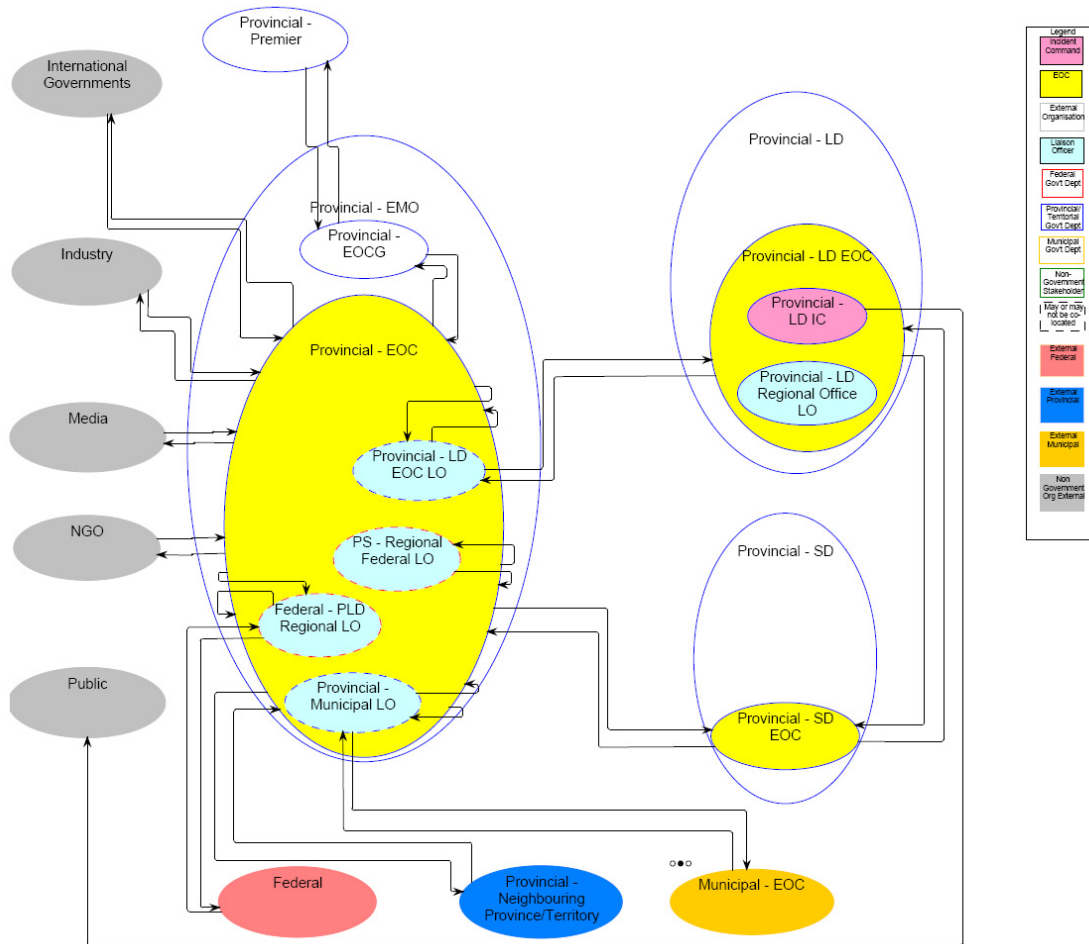 Provincial -
Premier
International
Governments
Provincial - EMO
Provincial -
EOCG
Industry
Provincial - EOC
Media
Provincial - LD
EOC LO
NGO
PS - Regional
Federal LO
Federal - PLD
Regional LO
Public
Provincial -
Municipal LO
Provincial - LD
Provincial - LD EOC
Provincial -
LD IC
Provincial - LD
Regional Office
LO
Provincial - SD
Provincial - SD
EOC
Federal
Provincial -
Neighbouring
Province/Territory
Municipal - EOC
Legend
Incident
Command
EOC
External
Organisation
Liaison
Officer
Federal
Gov't Dept
Provincial/
Territorial
Gov't Dept
Municipal
Gov't Dept
Non-
Government
Stakeholder
May or may
not be co-
located
External
Federal
External
Provincial
External
Municipal
Non
Government
Org External